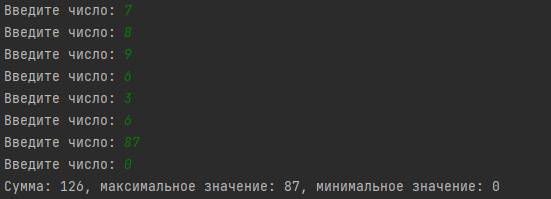 Введите число: 7
Введите число: 8
Введите число: 9
Введите число: 6
Введите число: 3
Введите число: 6
Введите число: 87
Введите число: 0
Сумма: 126, максимальное значение: 87, минимальное значение: 0